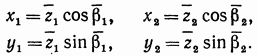 x₁ = z̅₁ cos β̅₁, x₂ = z̅₂ cos β̅₂,
y₁ = z̅₁ sin β̅₁, y₂ = z̅₂ sin β̅₂.